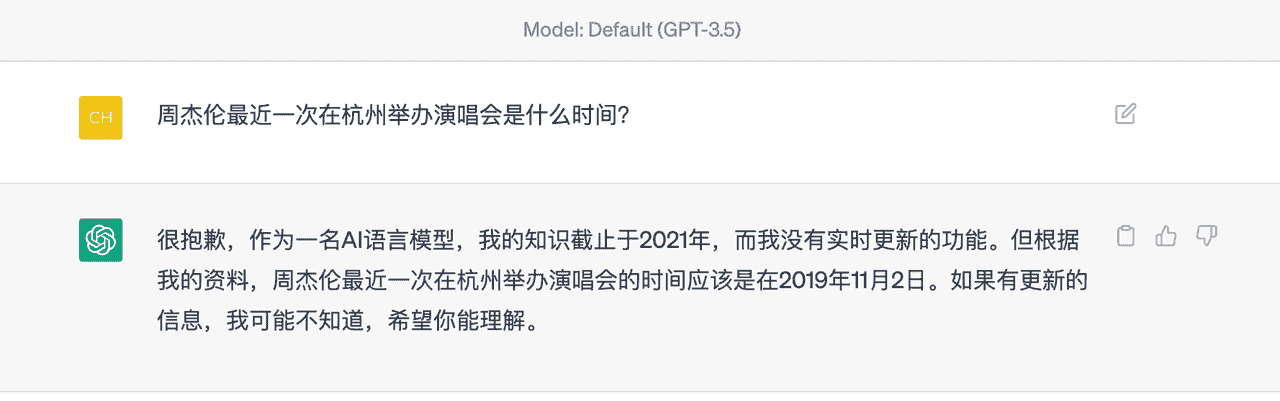 Model: Default (GPT-3.5)
CH
周杰伦最近一次在杭州举办演唱会是什么时间？
很抱歉，作为一名AI语言模型，我的知识截止于2021年，而我没有实时更新的功能。但根据
我的资料，周杰伦最近一次在杭州举办演唱会的时间应该是在2019年11月2日。如果有更新的
信息，我可能不知道，希望你能理解。